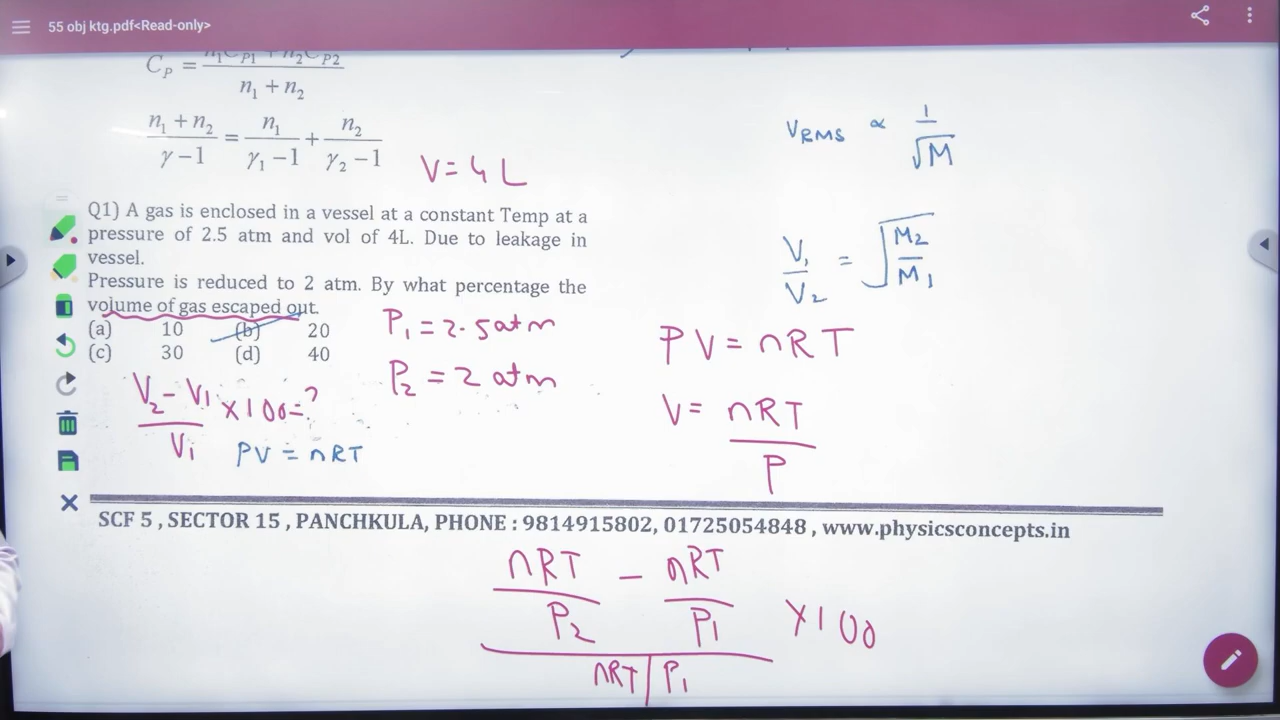 55 obj ktg.pdf<Read-only>
C_P = n₁C_P1 + n₂C_P2 / n₁ + n₂
n₁ + n₂ / γ − 1 = n₁ / γ₁ − 1 + n₂ / γ₂ − 1
V = 4 L
V_RMS ∝ 1 / √M
Q1) A gas is enclosed in a vessel at a constant Temp at a
pressure of 2.5 atm and vol of 4L. Due to leakage in
vessel.
Pressure is reduced to 2 atm. By what percentage the
volume of gas escaped out.
(a) 10 (b) 20
(c) 30 (d) 40
V₁ / V₂ = √ M₂ / M₁
P₁ = 2.5 atm
P₂ = 2 atm
V₂ − V₁ / V₁ × 100 = ?
PV = nRT
PV = nRT
V = nRT / P
SCF 5 , SECTOR 15 , PANCHKULA, PHONE : 9814915802, 01725054848 , www.physicsconcepts.in
nRT / P₂ − nRT / P₁ × 100
nRT | P₁